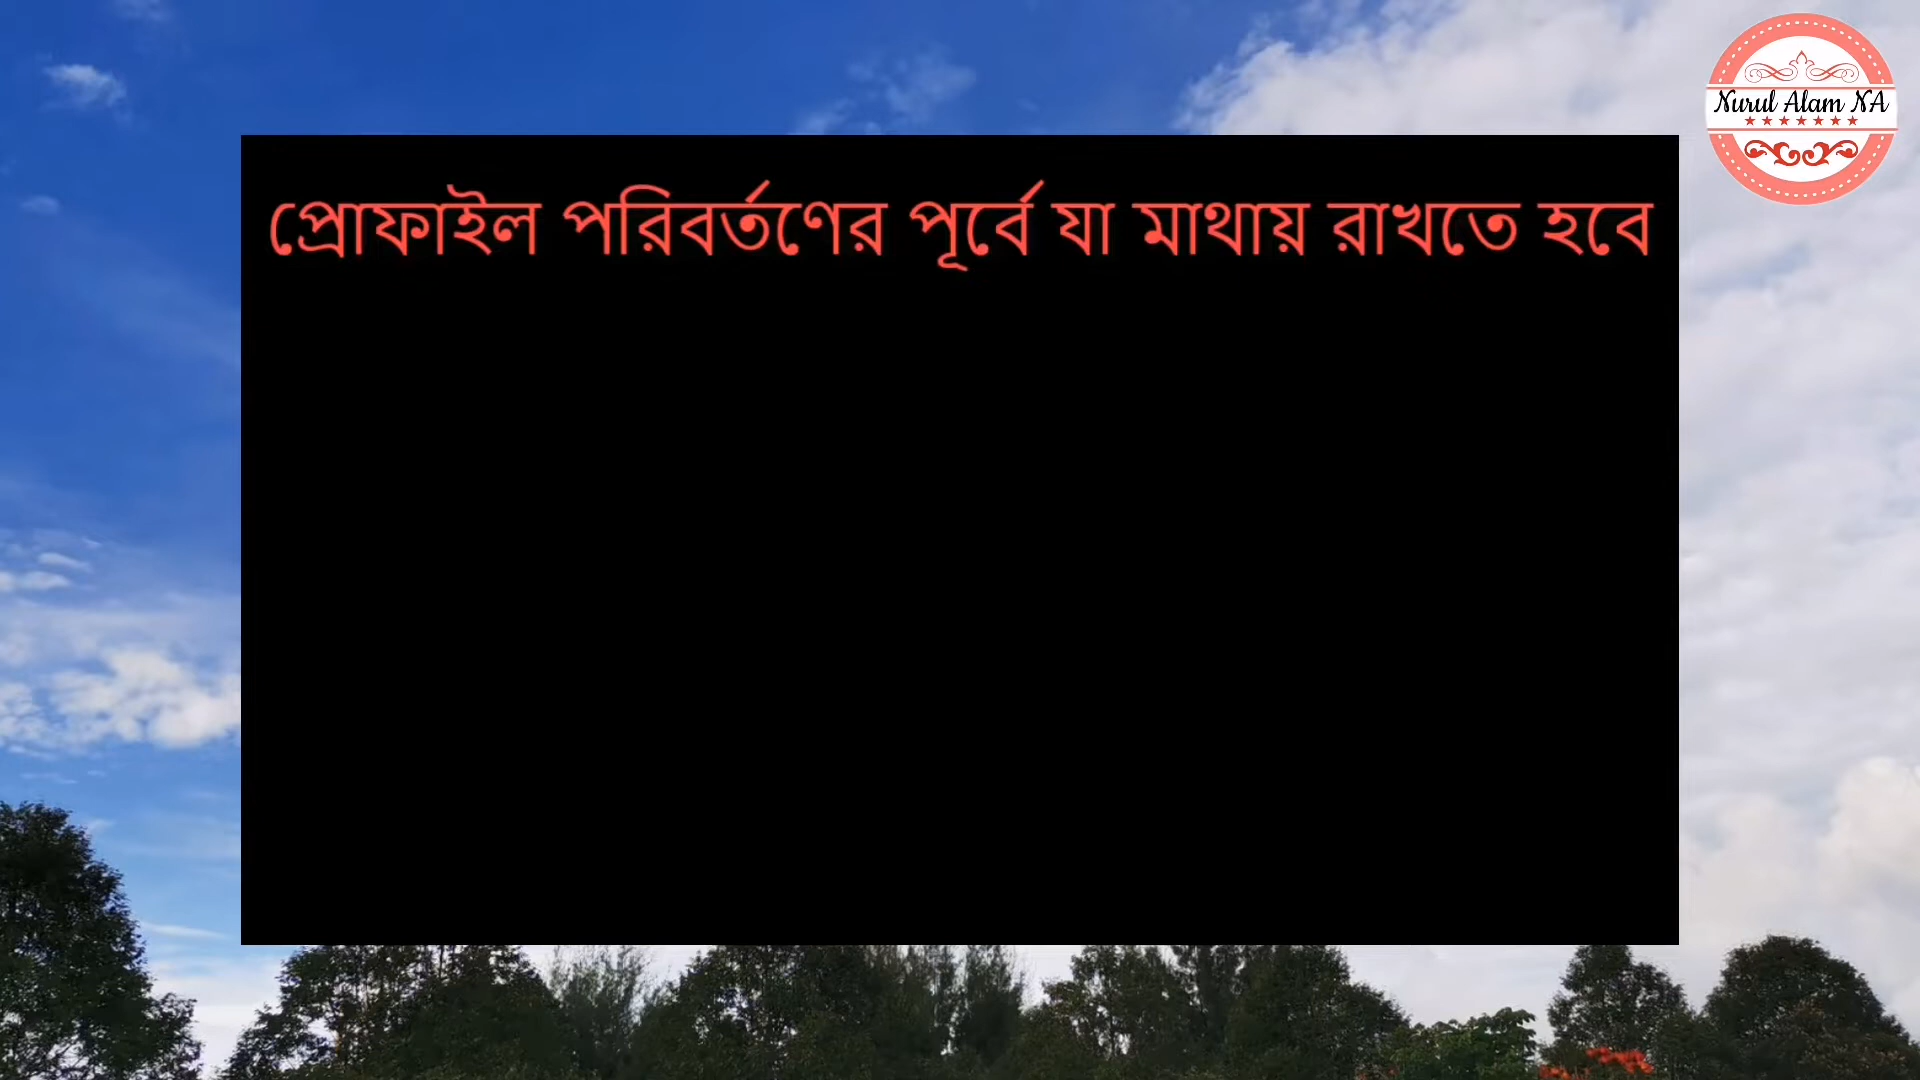 Nurul Alam NA
প্রোফাইল পরিবর্তণের পূর্বে যা মাথায় রাখতে হবে